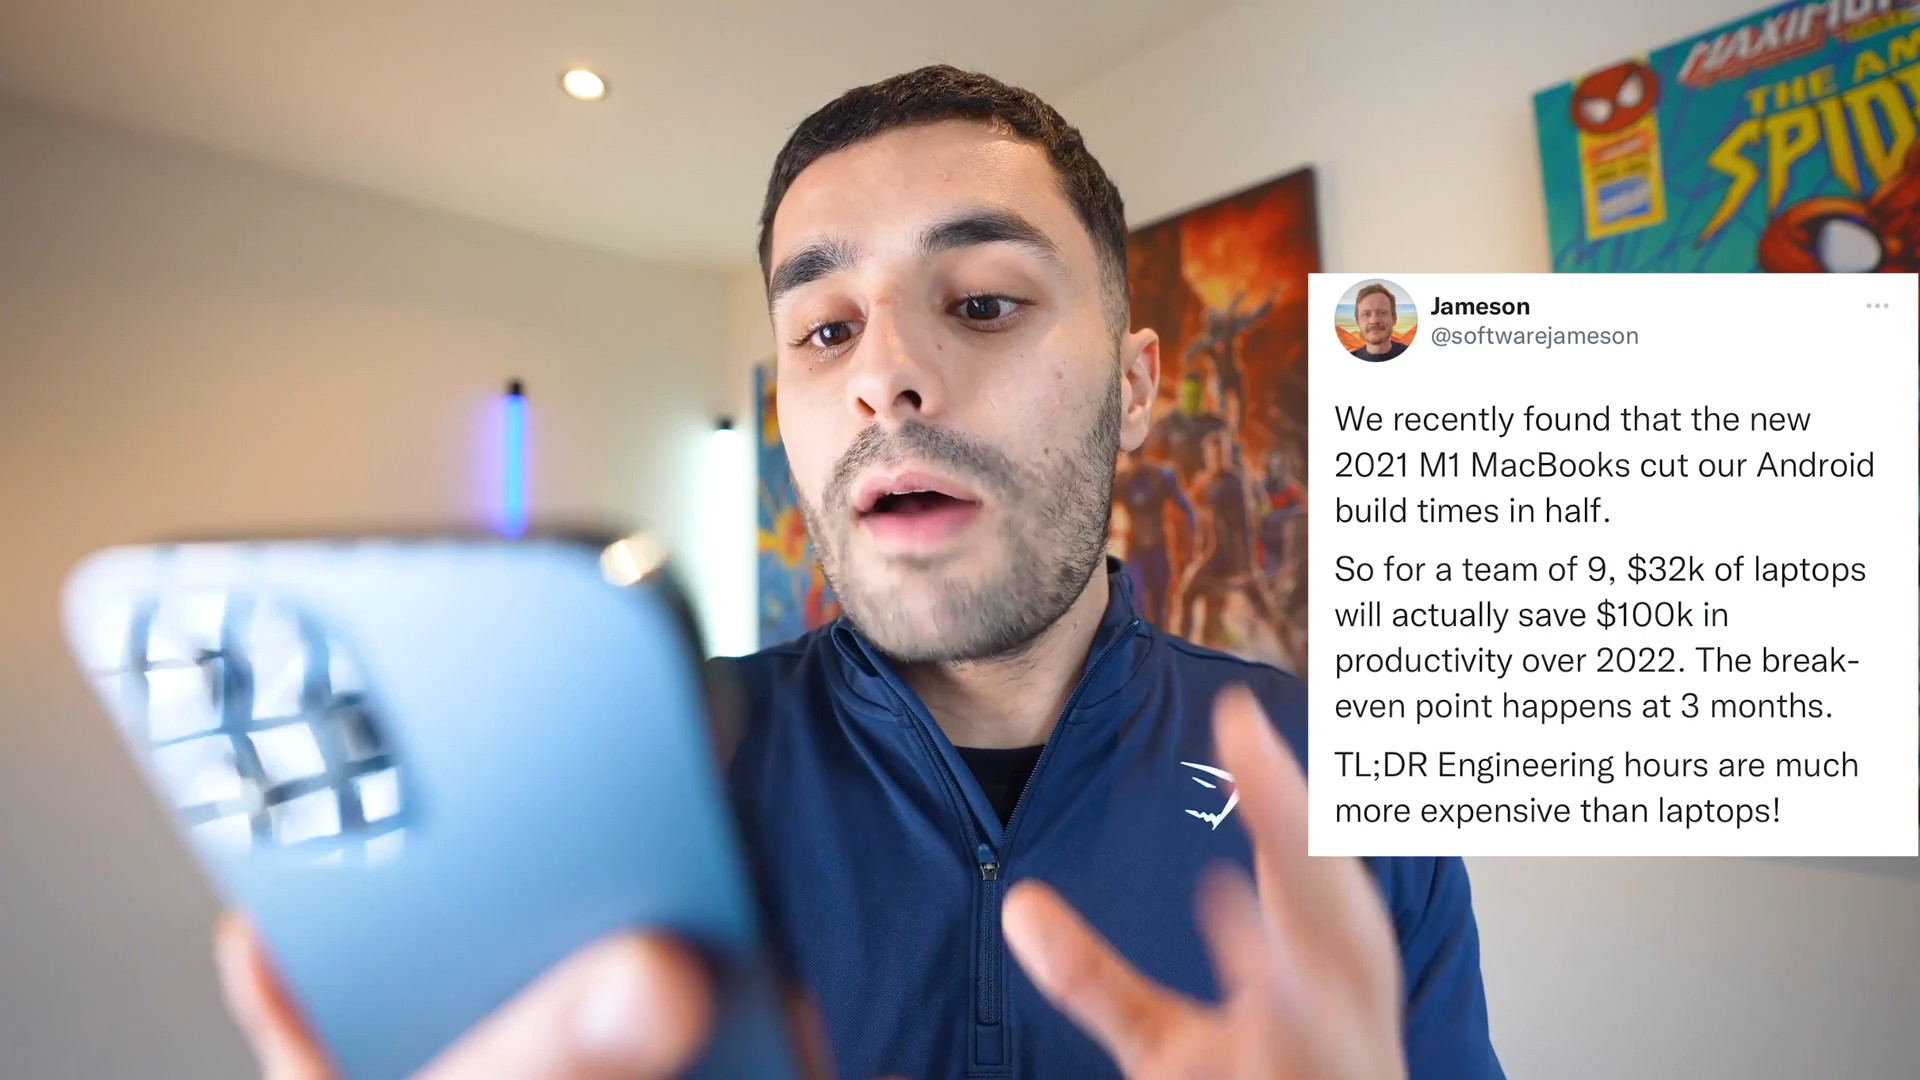 MAXIMUM
THE AM
SPID
Jameson
@softwarejameson
We recently found that the new
2021 M1 MacBooks cut our Android
build times in half.
So for a team of 9, $32k of laptops
will actually save $100k in
productivity over 2022. The break-
even point happens at 3 months.
TL;DR Engineering hours are much
more expensive than laptops!